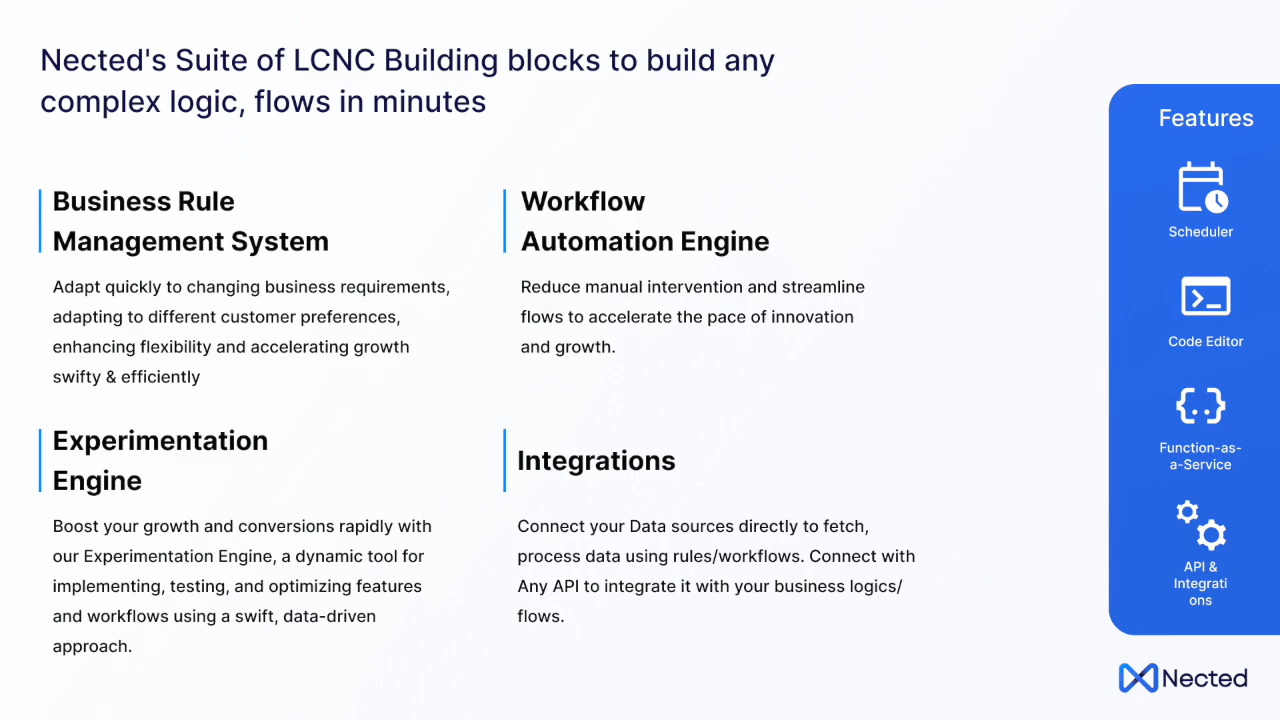 Nected's Suite of LCNC Building blocks to build any
complex logic, flows in minutes
Business Rule
Management System
Adapt quickly to changing business requirements,
adapting to different customer preferences,
enhancing flexibility and accelerating growth
swifty & efficiently
Workflow
Automation Engine
Reduce manual intervention and streamline
flows to accelerate the pace of innovation
and growth.
Experimentation
Engine
Boost your growth and conversions rapidly with
our Experimentation Engine, a dynamic tool for
implementing, testing, and optimizing features
and workflows using a swift, data-driven
approach.
Integrations
Connect your Data sources directly to fetch,
process data using rules/workflows. Connect with
Any API to integrate it with your business logics/
flows.
Features
Scheduler
Code Editor
Function-as-
a-Service
API &
Integrati
ons
Nected